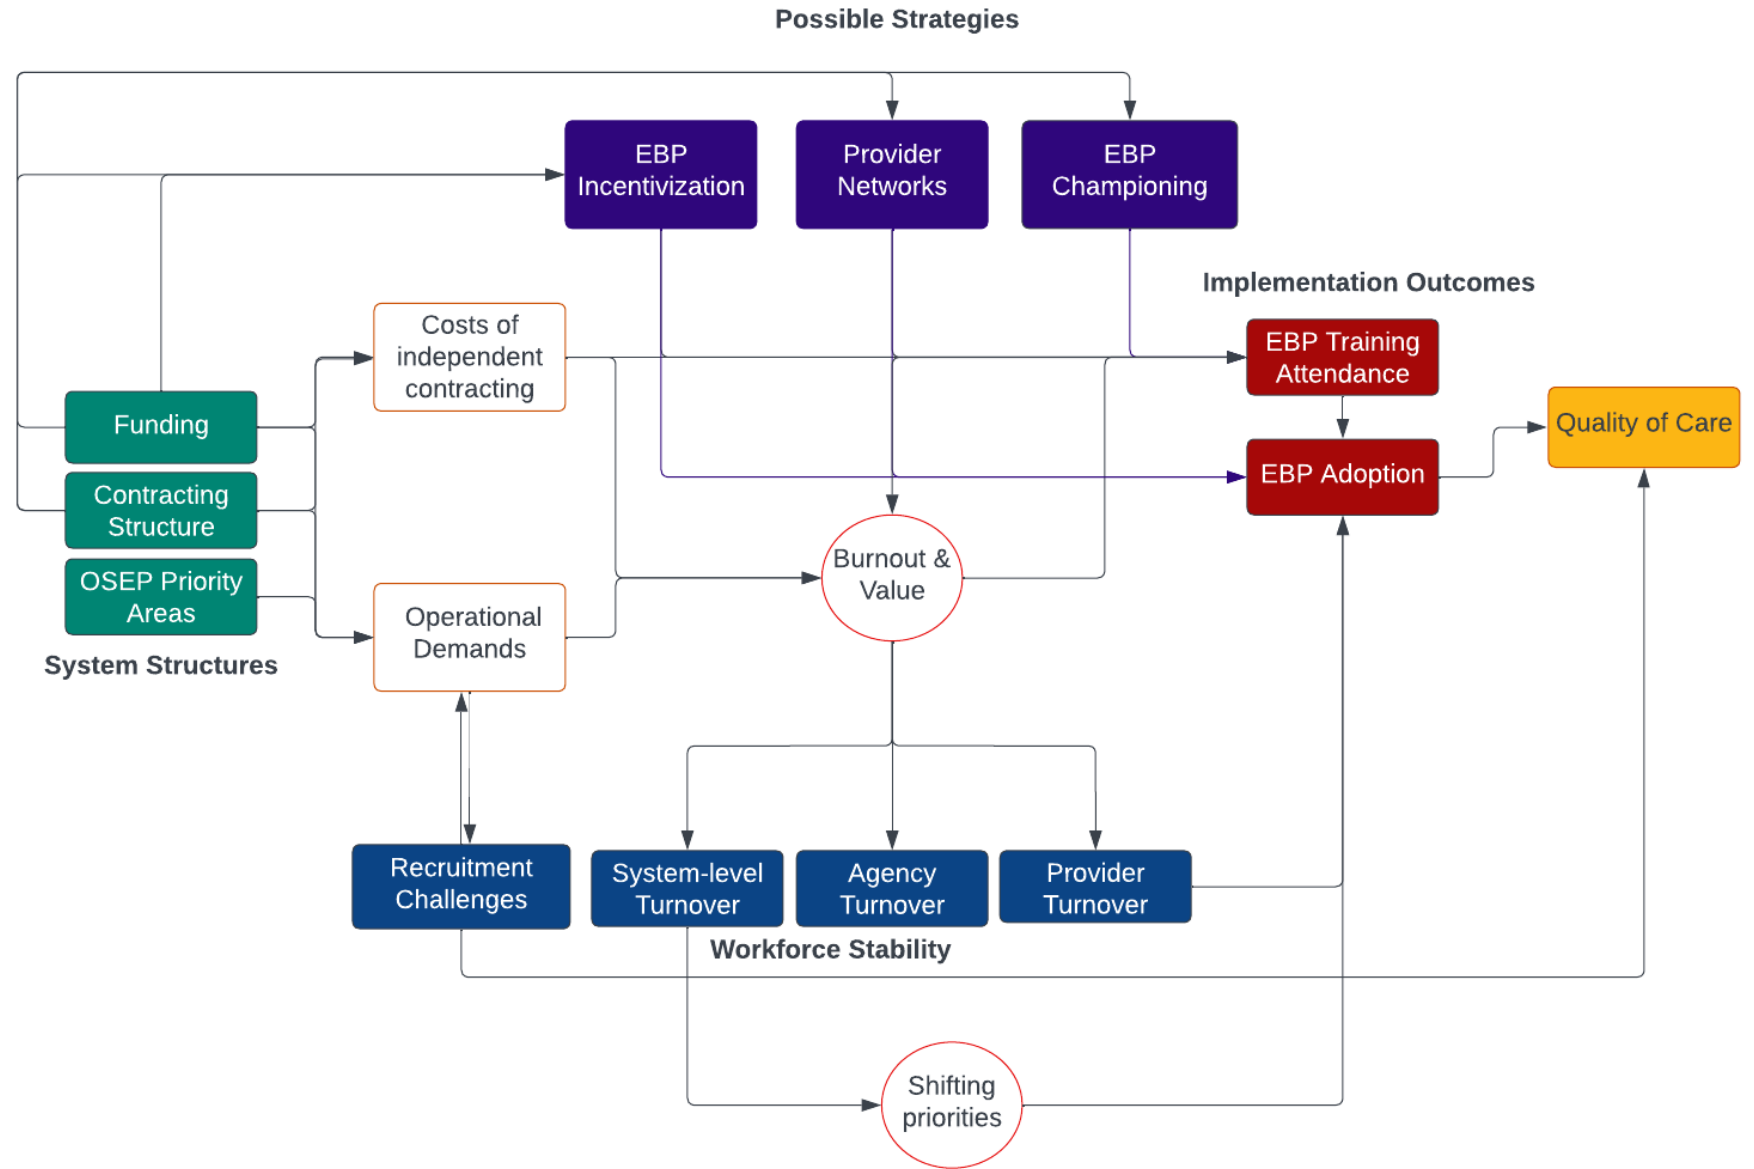 Possible Strategies
EBP
Incentivization
Provider
Networks
EBP
Championing
Implementation Outcomes
Costs of
independent
contracting
EBP Training
Attendance
Funding
Quality of Care
EBP Adoption
Contracting
Structure
OSEP Priority
Areas
System Structures
Burnout &
Value
Operational
Demands
Recruitment
Challenges
System-level
Turnover
Agency
Turnover
Provider
Turnover
Workforce Stability
Shifting
priorities